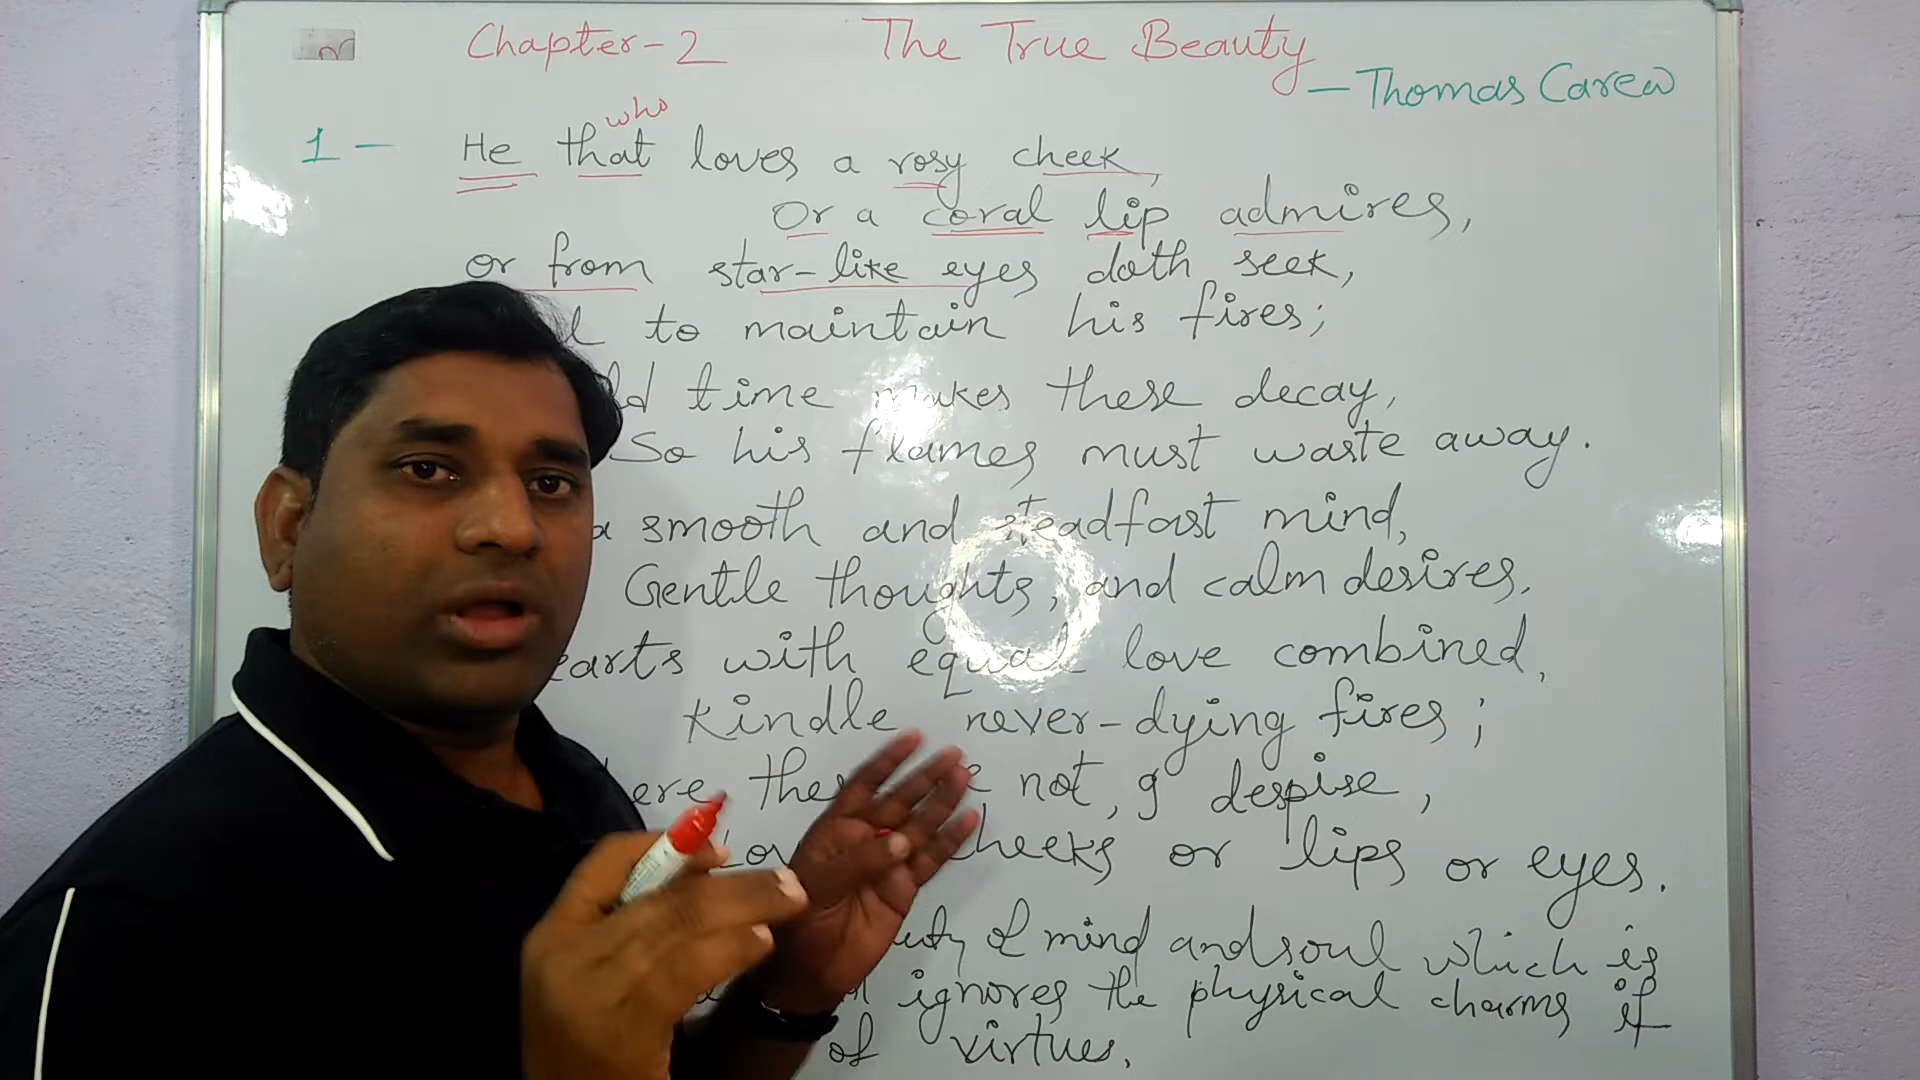 Chapter-2 The True Beauty
- Thomas Carew
who
1 - He that loves a rosy cheek,
Or a coral lip admires,
or from star-like eyes doth seek,
to maintain his fires;
time makes these decay,
So his flames must waste away.
a smooth and steadfast mind,
Gentle thoughts, and calm desires.
with equal love combined,
Kindle never-dying fires;
not, I despise,
cheeks or lips or eyes.
of mind and soul which is
ignores the physical charms if
of virtues.